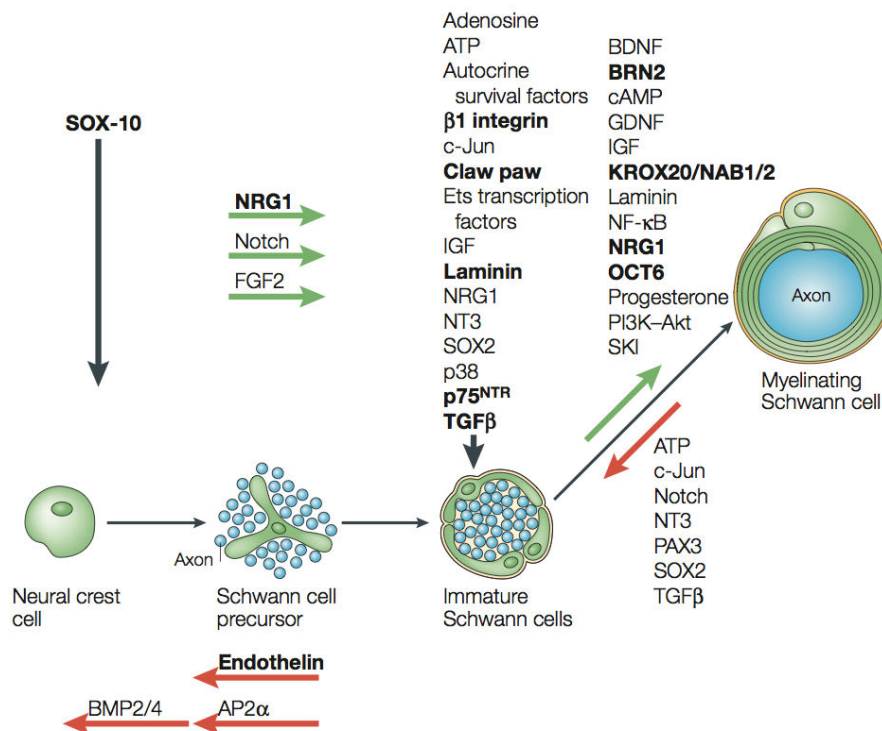 SOX-10
NRG1
Notch
FGF2
Adenosine
ATP
Autocrine
survival factors
β1 integrin
c-Jun
Claw paw
Ets transcription
factors
IGF
Laminin
NRG1
NT3
SOX2
p38
p75NTR
TGFβ
BDNF
BRN2
cAMP
GDNF
IGF
KROX20/NAB1/2
Laminin
NF-κB
NRG1
OCT6
Progesterone
PI3K–Akt
SKI
Axon
Myelinating
Schwann cell
ATP
c-Jun
Notch
NT3
PAX3
SOX2
TGFβ
Axon
Neural crest
cell
Schwann cell
precursor
Immature
Schwann cells
Endothelin
BMP2/4
AP2α